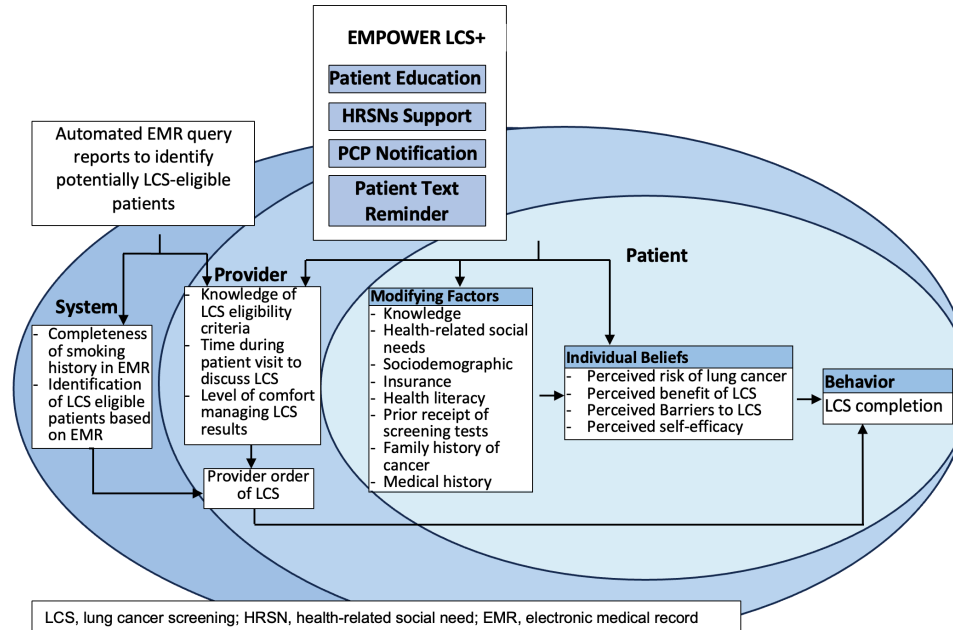 EMPOWER LCS+
Patient Education
HRSNs Support
PCP Notification
Patient Text
Reminder
Automated EMR query
reports to identify
potentially LCS-eligible
patients
System
- Completeness
of smoking
history in EMR
- Identification
of LCS eligible
patients based
on EMR
Provider
- Knowledge of
LCS eligibility
criteria
- Time during
patient visit to
discuss LCS
- Level of comfort
managing LCS
results
Provider order
of LCS
Patient
Modifying Factors
- Knowledge
- Health-related social
needs
- Sociodemographic
- Insurance
- Health literacy
- Prior receipt of
screening tests
- Family history of
cancer
- Medical history
Individual Beliefs
- Perceived risk of lung cancer
- Perceived benefit of LCS
- Perceived Barriers to LCS
- Perceived self-efficacy
Behavior
LCS completion
LCS, lung cancer screening; HRSN, health-related social need; EMR, electronic medical record